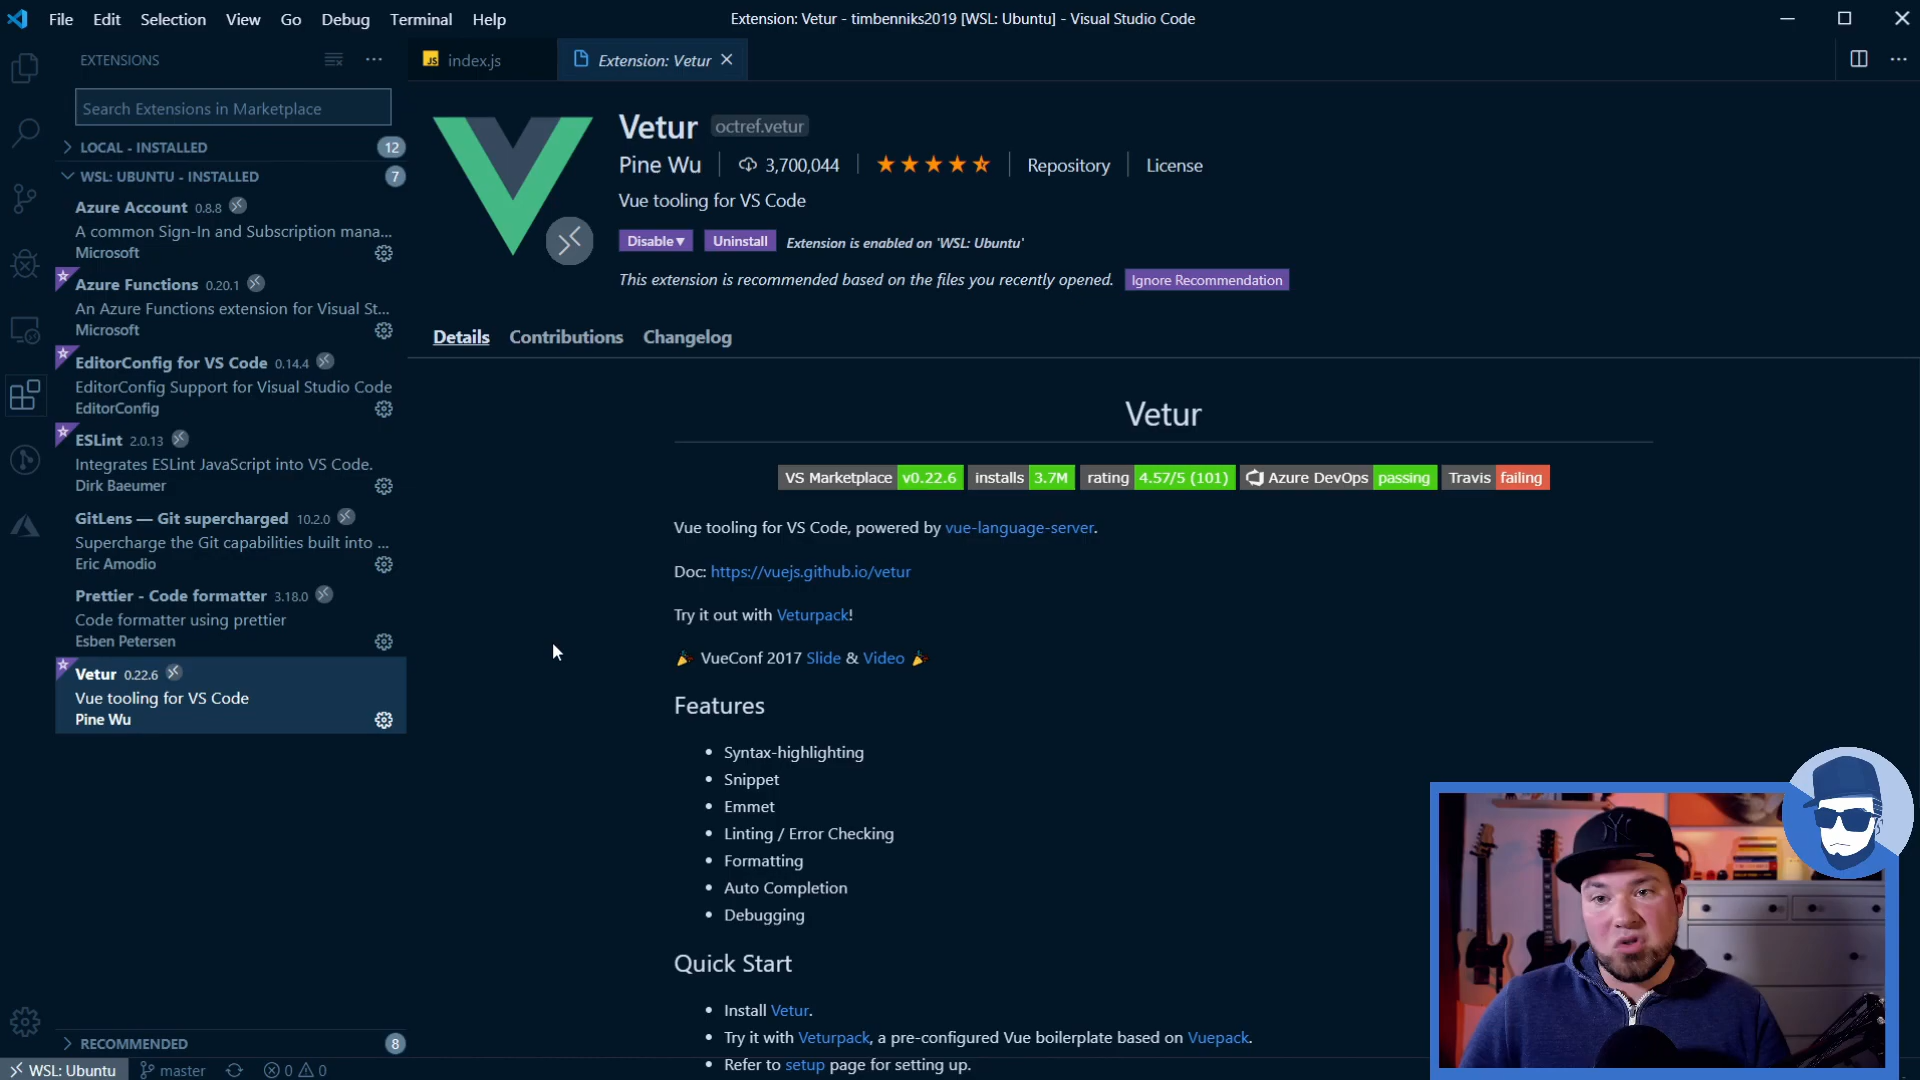 File Edit Selection View Go Debug Terminal Help
Extension: Vetur - timbenniks2019 [WSL: Ubuntu] - Visual Studio Code
EXTENSIONS
Search Extensions in Marketplace
LOCAL - INSTALLED 12
WSL: UBUNTU - INSTALLED 7
Azure Account 0.8.8
A common Sign-In and Subscription mana...
Microsoft
Azure Functions 0.20.1
An Azure Functions extension for Visual St...
Microsoft
EditorConfig for VS Code 0.14.4
EditorConfig Support for Visual Studio Code
EditorConfig
ESLint 2.0.13
Integrates ESLint JavaScript into VS Code.
Dirk Baeumer
GitLens — Git supercharged 10.2.0
Supercharge the Git capabilities built into ...
Eric Amodio
Prettier - Code formatter 3.18.0
Code formatter using prettier
Esben Petersen
Vetur 0.22.6
Vue tooling for VS Code
Pine Wu
RECOMMENDED 8
JS index.js
Extension: Vetur
Vetur octref.vetur
Pine Wu 3,700,044 Repository License
Vue tooling for VS Code
Disable Uninstall Extension is enabled on 'WSL: Ubuntu'
This extension is recommended based on the files you recently opened. Ignore Recommendation
Details Contributions Changelog
Vetur
VS Marketplace v0.22.6 installs 3.7M rating 4.57/5 (101) Azure DevOps passing Travis failing
Vue tooling for VS Code, powered by vue-language-server.
Doc: https://vuejs.github.io/vetur
Try it out with Veturpack!
VueConf 2017 Slide & Video
Features
• Syntax-highlighting
• Snippet
• Emmet
• Linting / Error Checking
• Formatting
• Auto Completion
• Debugging
Quick Start
• Install Vetur.
• Try it with Veturpack, a pre-configured Vue boilerplate based on Vuepack.
• Refer to setup page for setting up.
NY
WSL: Ubuntu master 0 0